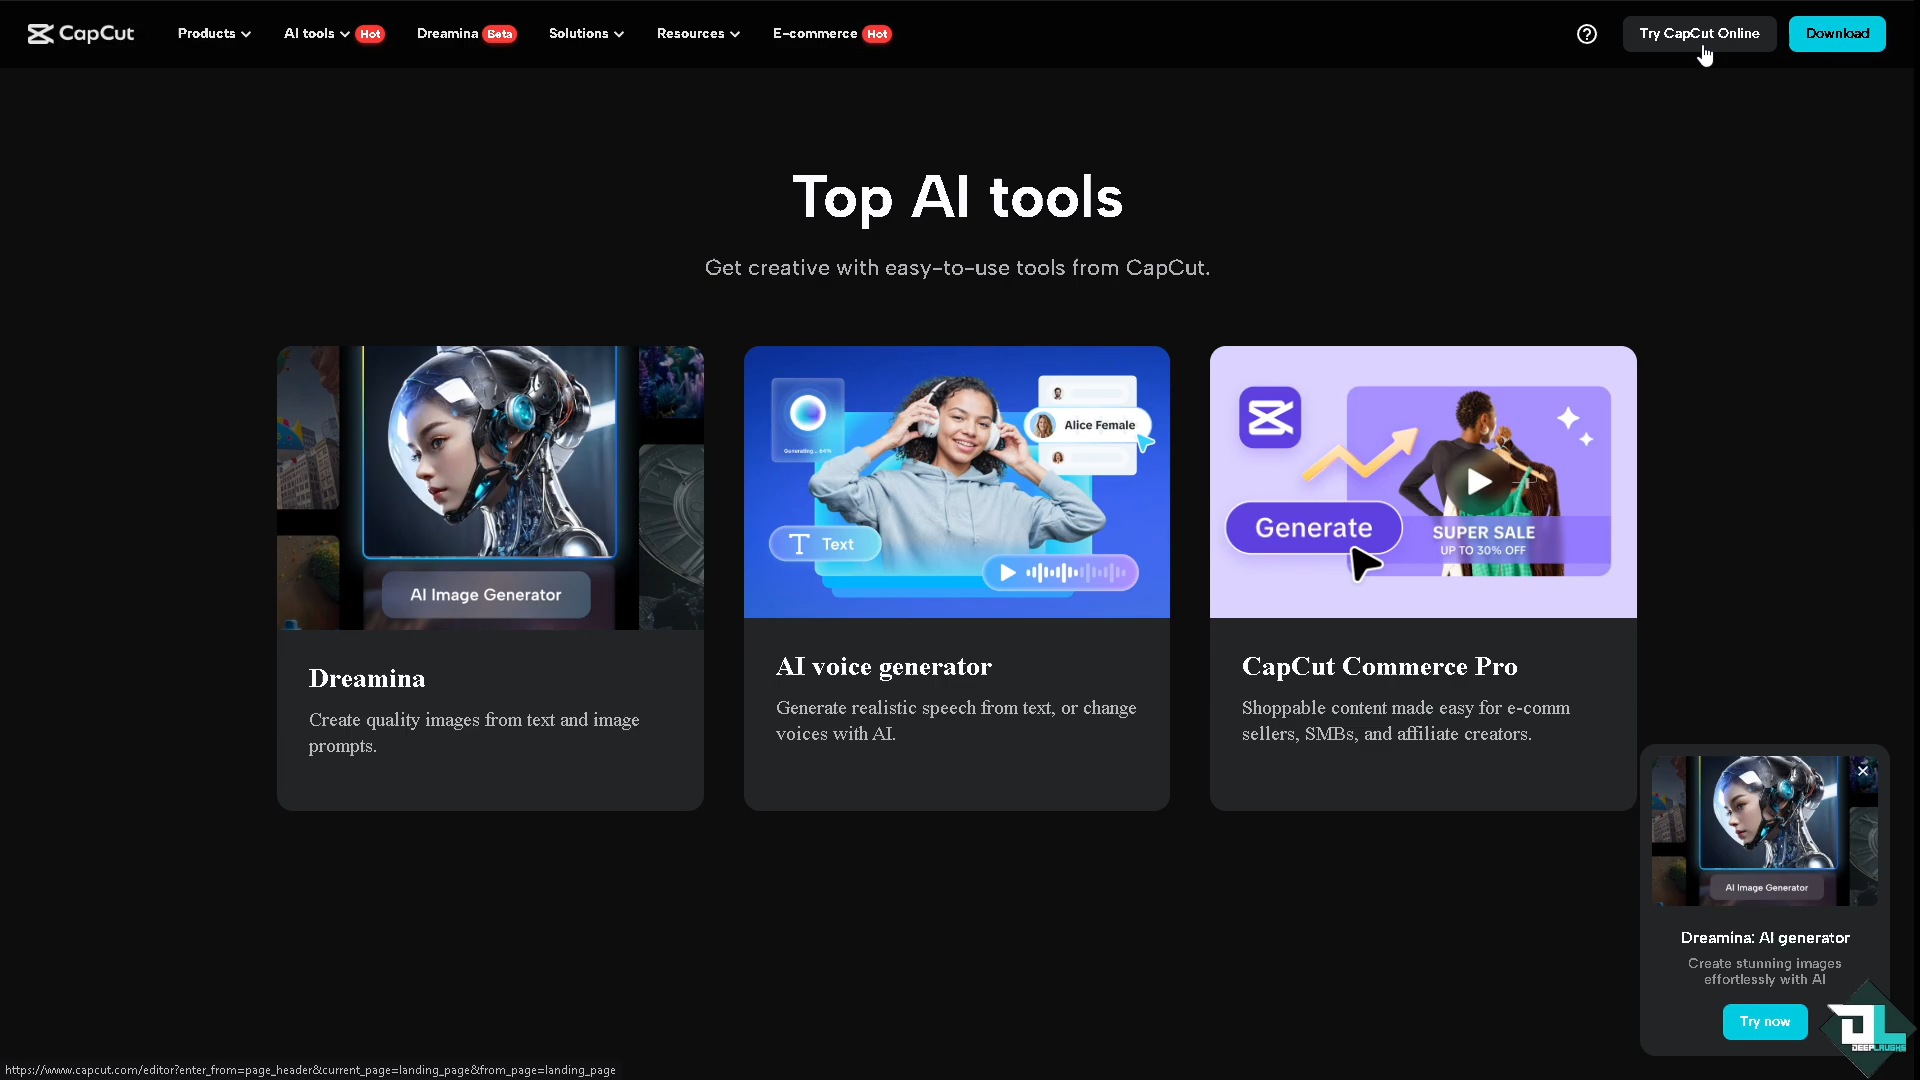 CapCut
Products
AI tools Hot
Dreamina Beta
Solutions
Resources
E-commerce Hot
Try CapCut Online
Download
Top AI tools
Get creative with easy-to-use tools from CapCut.
AI Image Generator
Dreamina
Create quality images from text and image
prompts.
Generating... 64%
Alice Female
Text
AI voice generator
Generate realistic speech from text, or change
voices with AI.
Generate
SUPER SALE
UP TO 30% OFF
CapCut Commerce Pro
Shoppable content made easy for e-comm
sellers, SMBs, and affiliate creators.
AI Image Generator
Dreamina: AI generator
Create stunning images
effortlessly with AI
Try now
DL
DEEPLAUGHS
https://www.capcut.com/editor?enter_from=page_header&current_page=landing_page&from_page=landing_page